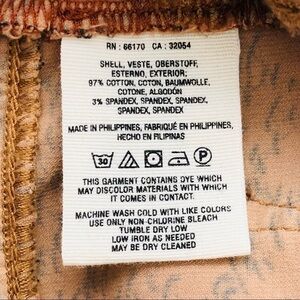 RN : 66170 CA : 32054
SHELL, VESTE, OBERSTOFF,
ESTERNO, EXTERIOR:
97% COTTON, COTON, BAUMWOLLE,
COTONE, ALGODÓN
3% SPANDEX, SPANDEX, SPANDEX,
SPANDEX, SPANDEX
MADE IN PHILIPPINES, FABRIQUÉ EN PHILIPPINES,
HECHO EN FILIPINAS
30 P
THIS GARMENT CONTAINS DYE WHICH
MAY DISCOLOR MATERIALS WITH WHICH
IT COMES IN CONTACT.
MACHINE WASH COLD WITH LIKE COLORS
USE ONLY NON-CHLORINE BLEACH
TUMBLE DRY LOW
LOW IRON AS NEEDED
MAY BE DRY CLEANED